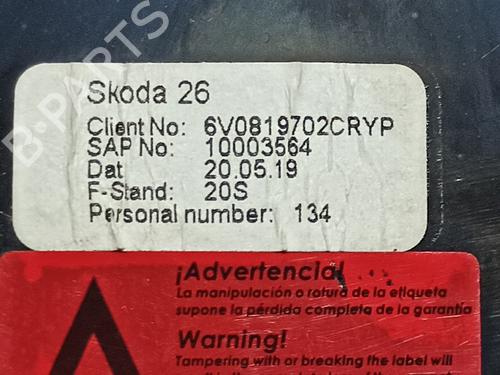 Skoda 26
Client No: 6V0819702CRYP
SAP No: 10003564
Dat 20.05.19
F-Stand: 20S
Personal number: 134
¡Advertencia!
La manipulación o rotura de la etiqueta
supone la pérdida completa de la garantía
Warning!
Tampering with or breaking the label will
B-PARTS